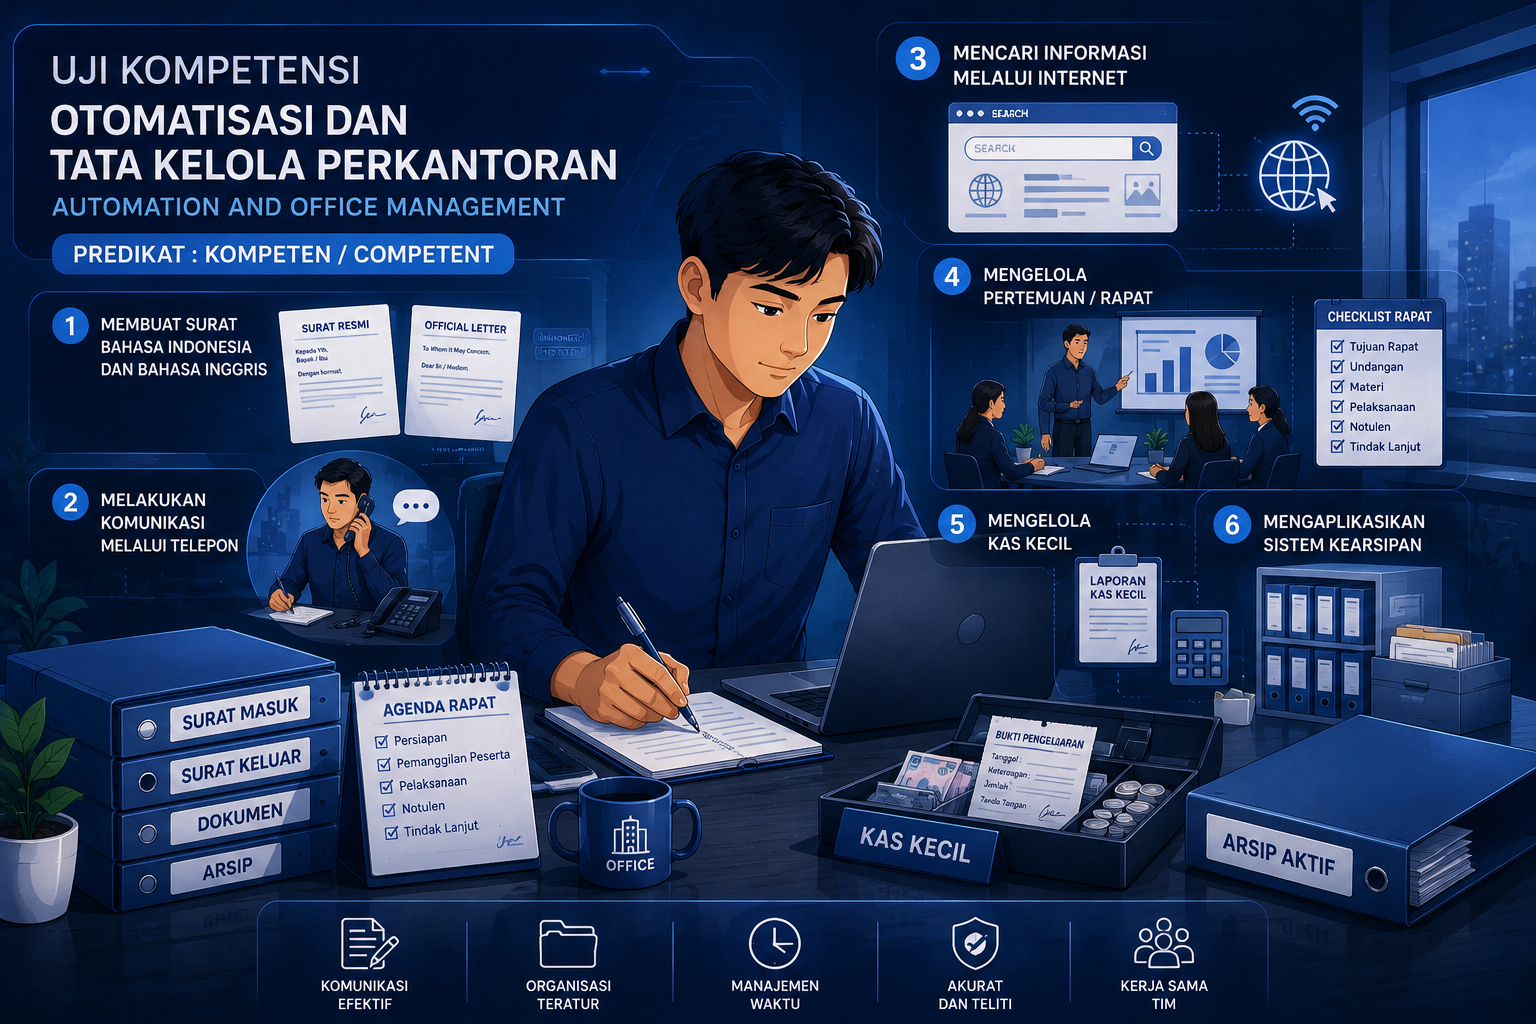 UJI KOMPETENSI
OTOMATISASI DAN
TATA KELOLA PERKANTORAN
AUTOMATION AND OFFICE MANAGEMENT
PREDIKAT : KOMPETEN / COMPETENT
1
MEMBUAT SURAT
BAHASA INDONESIA
DAN BAHASA INGGRIS
SURAT RESMI
Kepada Yth.
Bapak / Ibu
Dengan hormat,
OFFICIAL LETTER
To Whom It May Concern,
Dear Sir / Madam,
2
MELAKUKAN
KOMUNIKASI
MELALUI TELEPON
3
MENCARI INFORMASI
MELALUI INTERNET
SEARCH
SEARCH
4
MENGELOLA
PERTEMUAN / RAPAT
CHECKLIST RAPAT
Tujuan Rapat
Undangan
Materi
Pelaksanaan
Notulen
Tindak Lanjut
5
MENGELOLA
KAS KECIL
LAPORAN
KAS KECIL
6
MENGAPLIKASIKAN
SISTEM KEARSIPAN
SURAT MASUK
SURAT KELUAR
DOKUMEN
ARSIP
AGENDA RAPAT
Persiapan
Pemanggilan Peserta
Pelaksanaan
Notulen
Tindak Lanjut
OFFICE
BUKTI PENGELUARAN
Tanggal :
Keterangan :
Jumlah :
Tanda Tangan :
KAS KECIL
ARSIP AKTIF
KOMUNIKASI
EFEKTIF
ORGANISASI
TERATUR
MANAJEMEN
WAKTU
AKURAT
DAN TELITI
KERJA SAMA
TIM